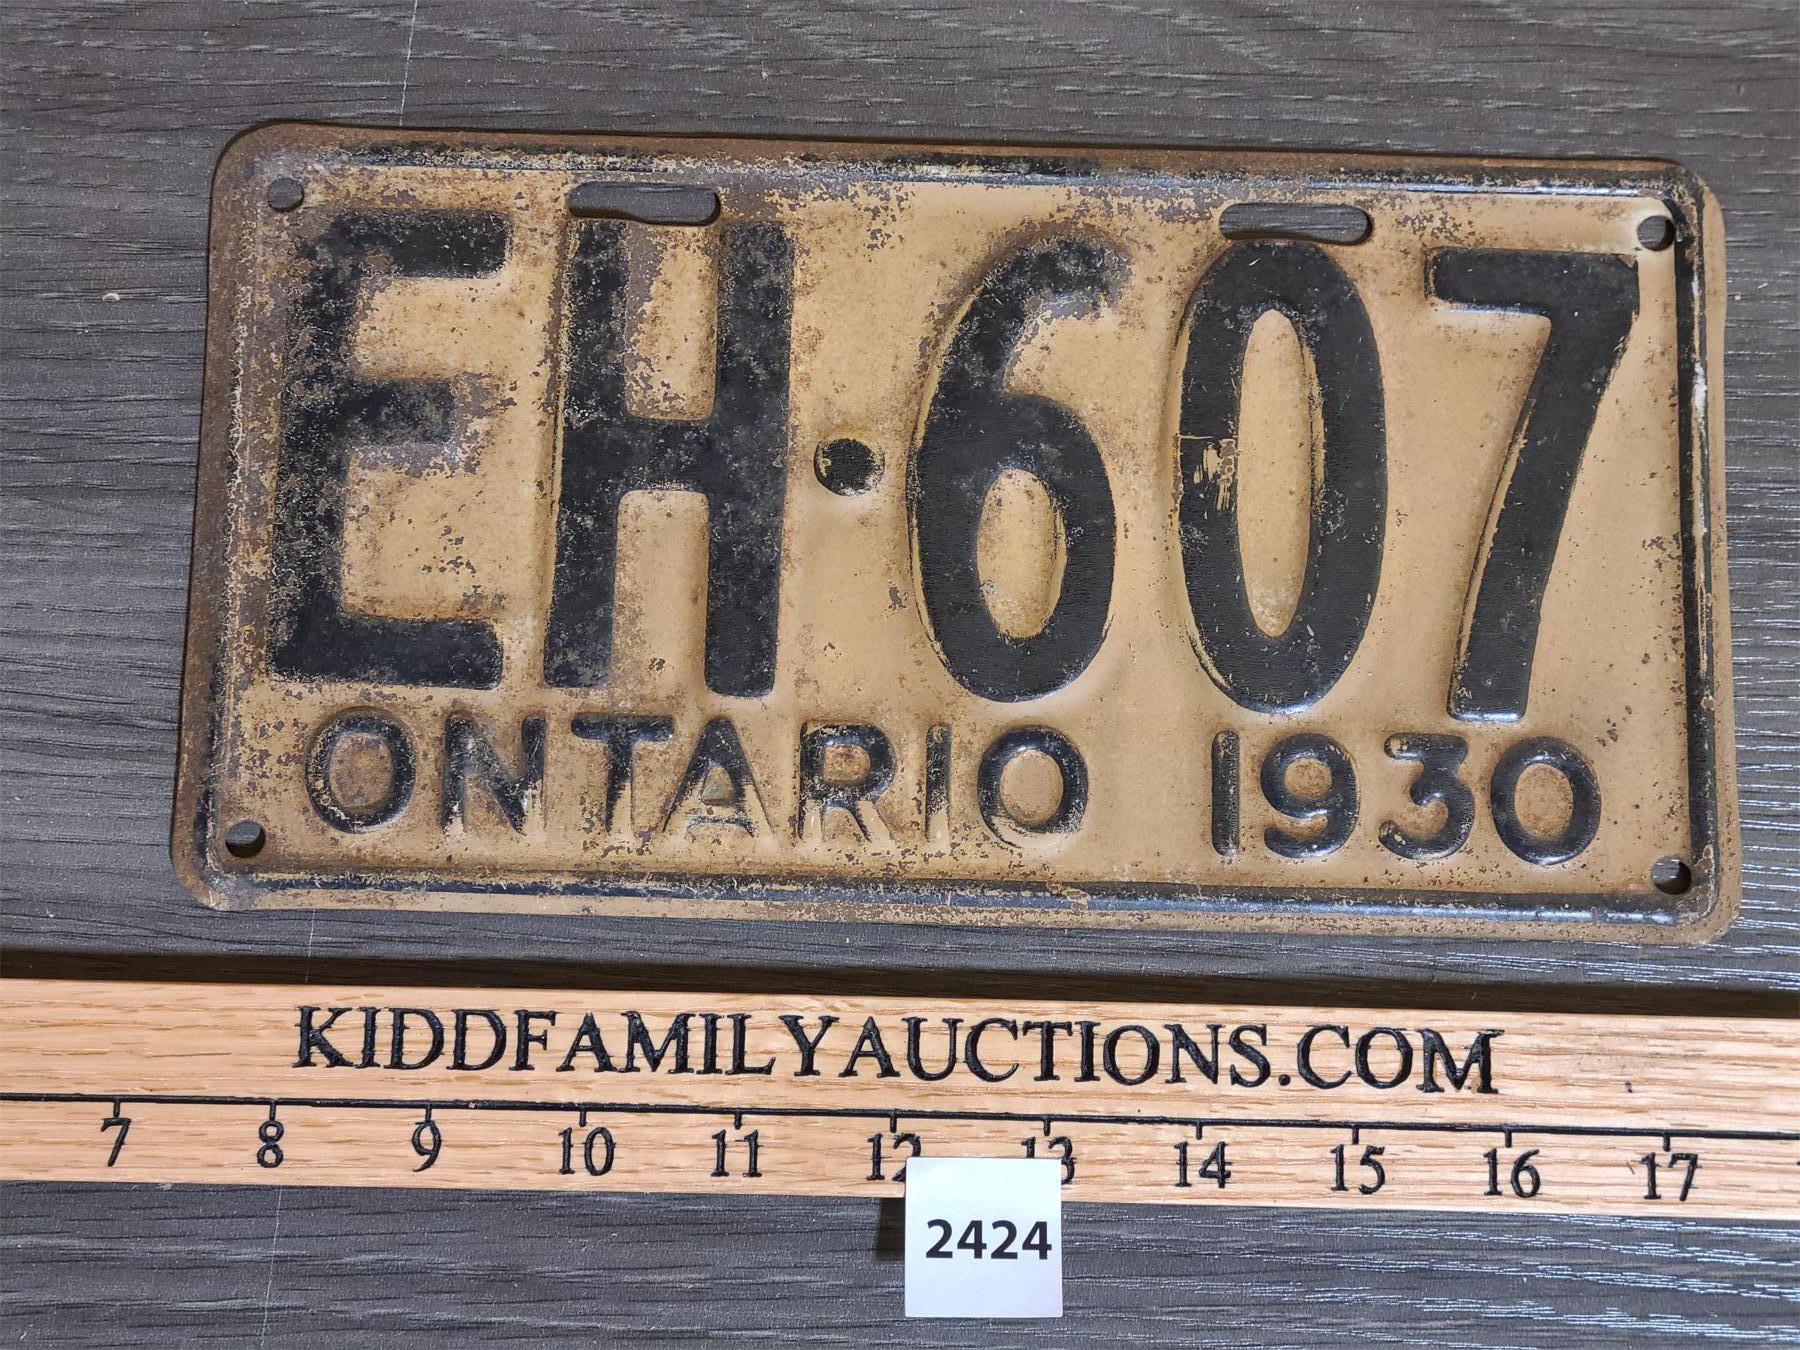 EH·607
ONTARIO 1930
KIDDFAMILYAUCTIONS.COM
7 8 9 10 11 12 13 14 15 16 17
2424